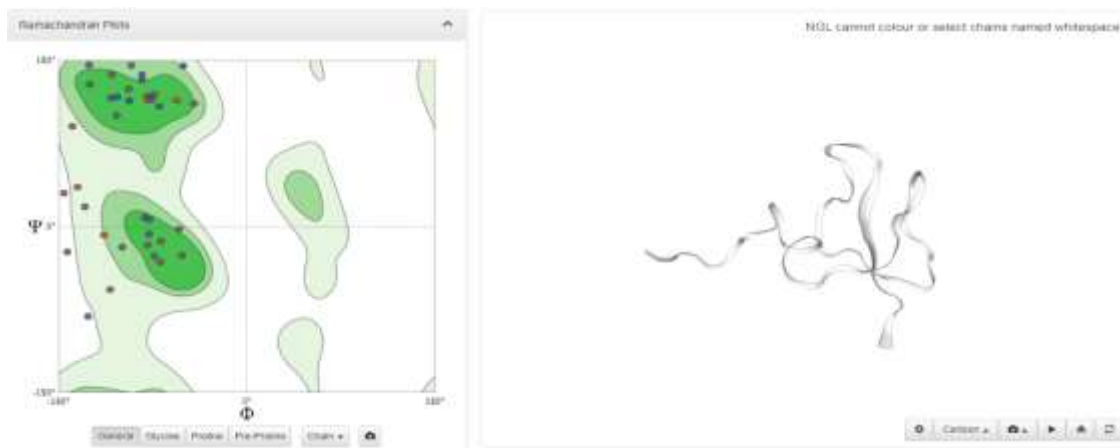 Ramachandran Plots
NGL cannot colour or select chains named whitespace
180°
Ψ 0°
-180°
-180° 0° 180°
Φ
General Glycine Proline Pre-Proline Chain
Cartoon